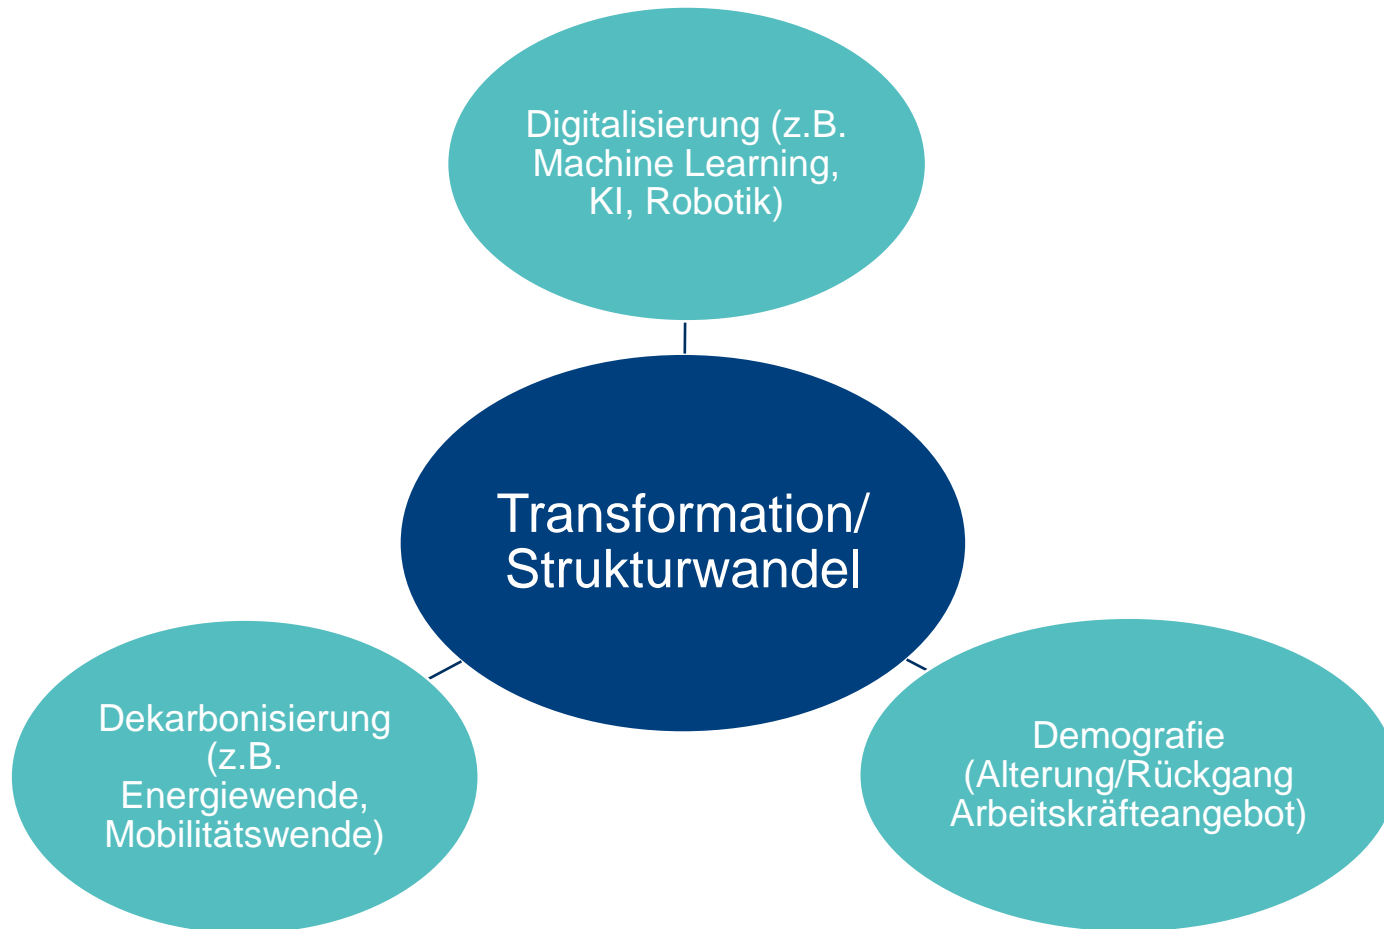 Digitalisierung (z.B.
Machine Learning,
KI, Robotik)
Transformation/
Strukturwandel
Dekarbonisierung
(z.B.
Energiewende,
Mobilitätswende)
Demografie
(Alterung/Rückgang
Arbeitskräfteangebot)